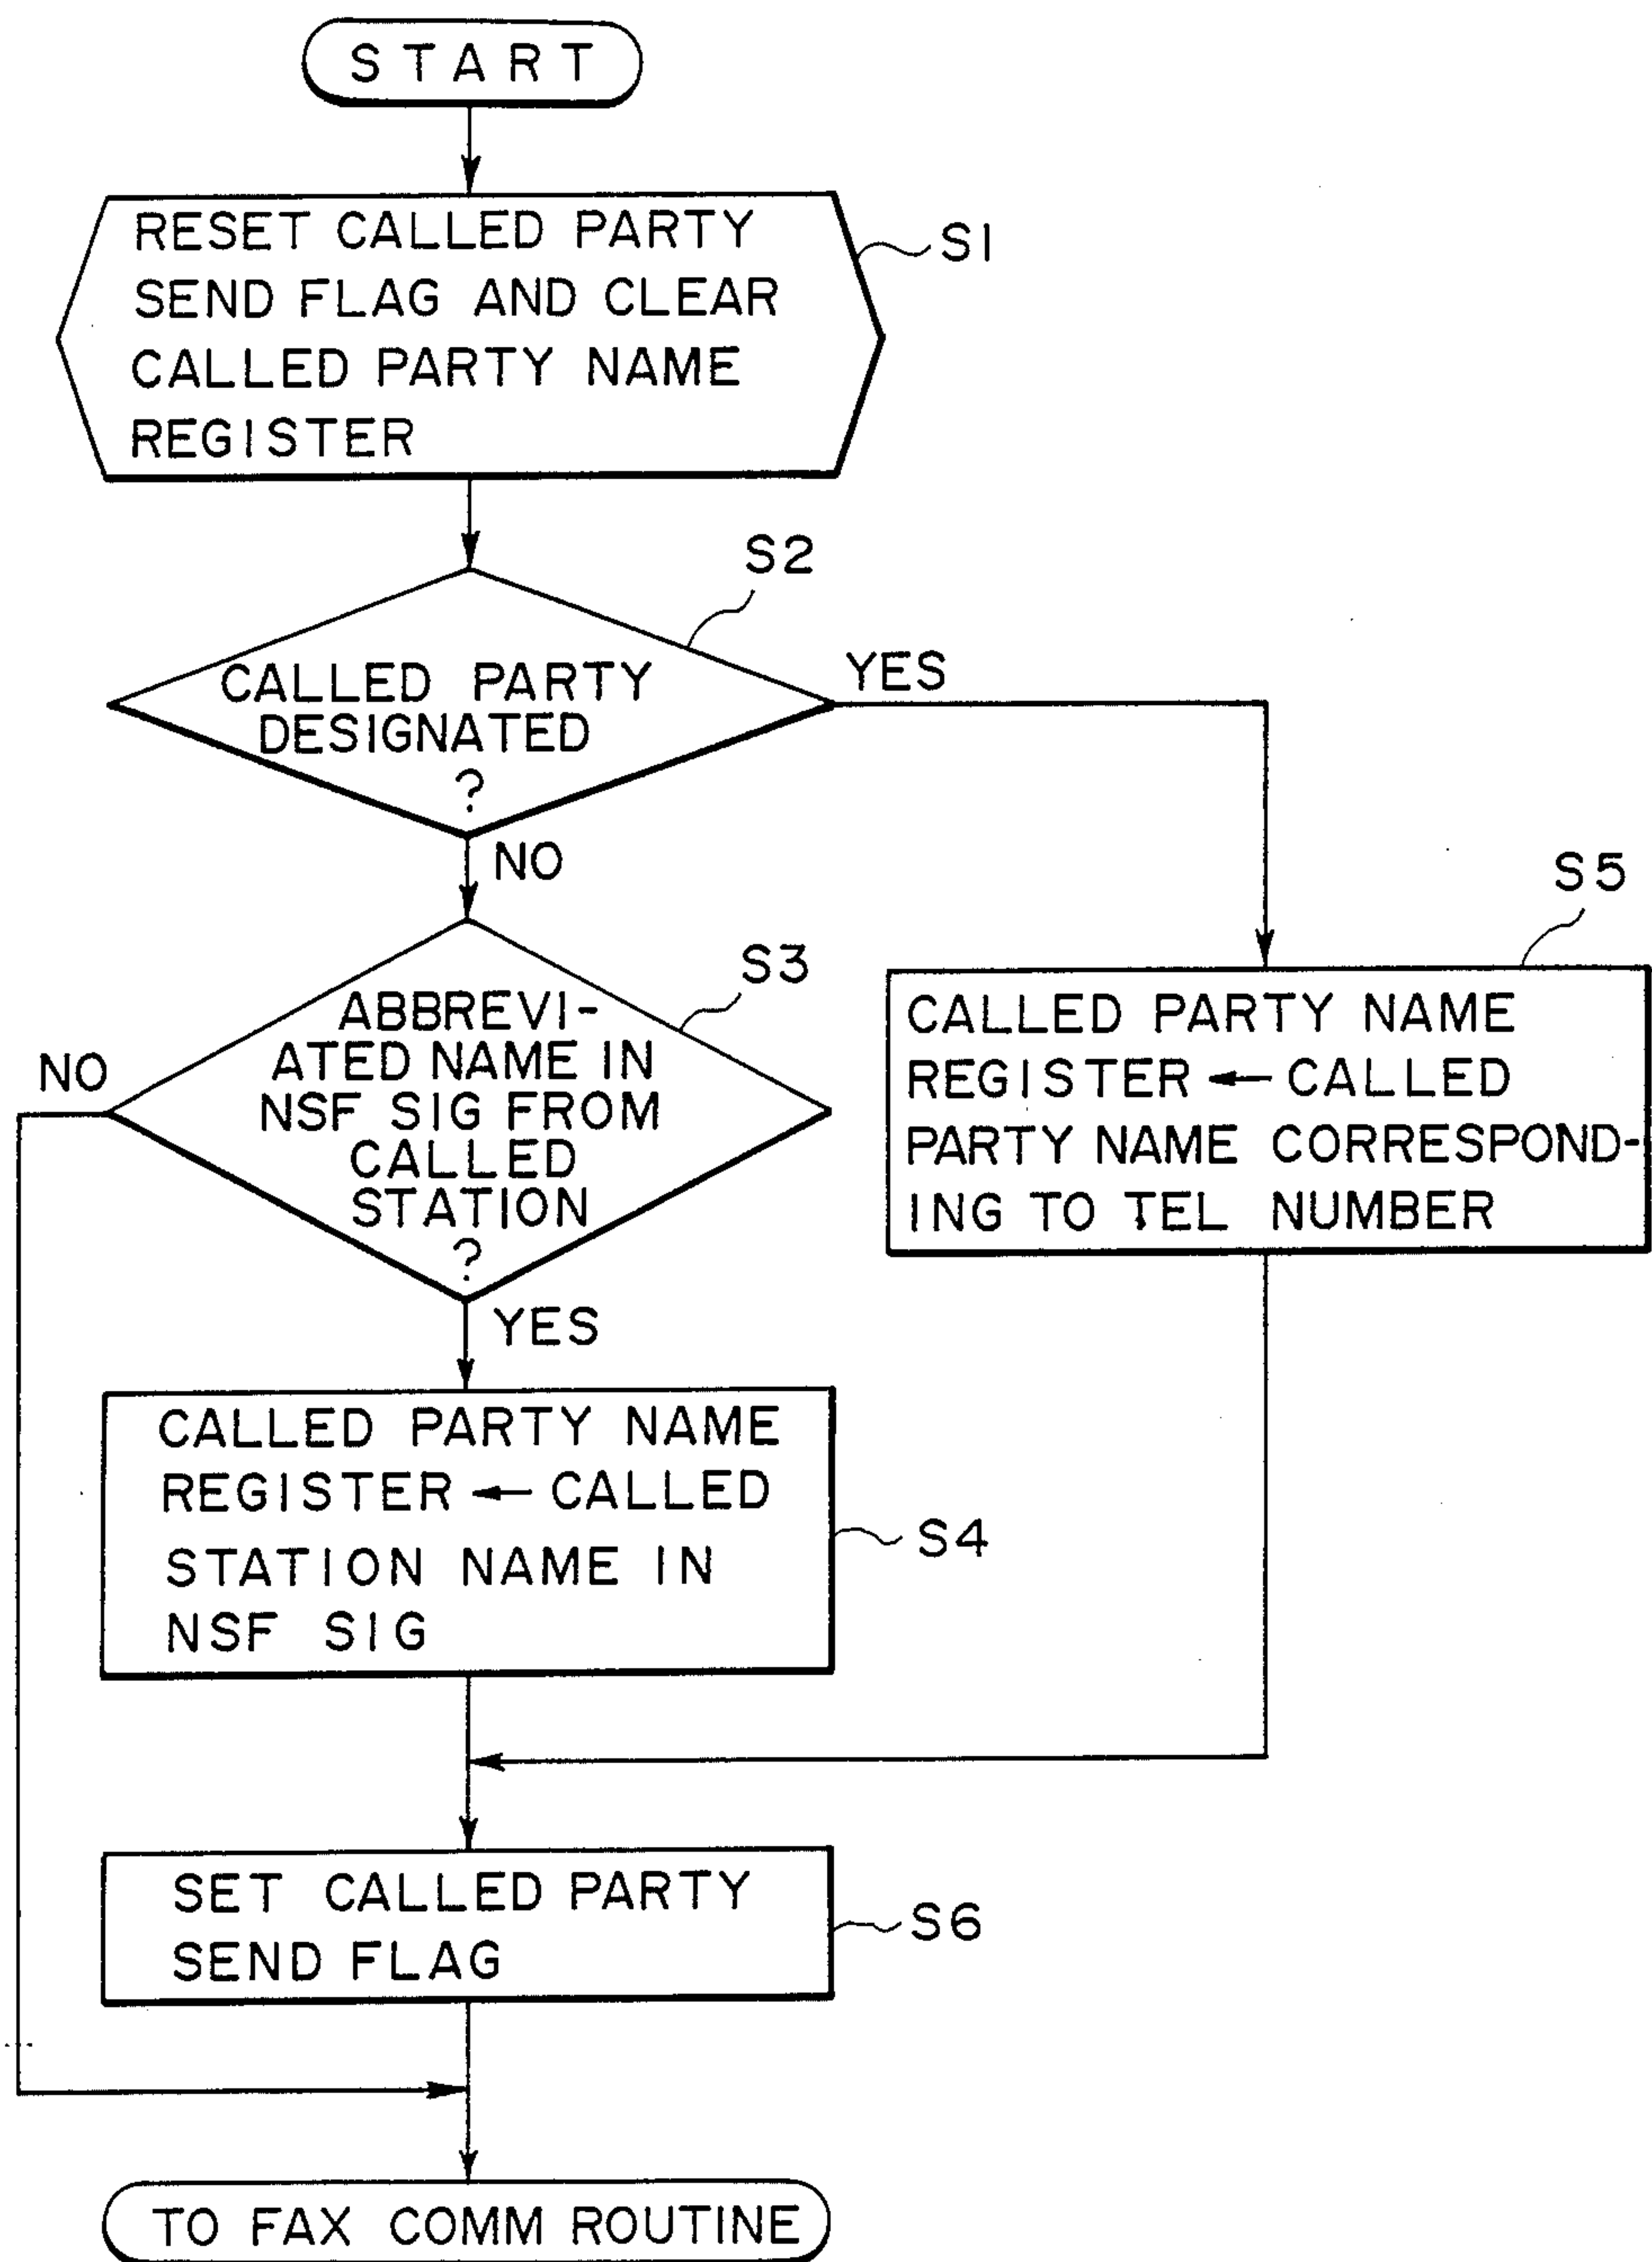 START
RESET CALLED PARTY
SEND FLAG AND CLEAR
CALLED PARTY NAME
REGISTER
S1
S2
CALLED PARTY
DESIGNATED
?
YES
NO
S3
ABBREVI-
ATED NAME IN
NSF SIG FROM
CALLED
STATION
?
NO
YES
S5
CALLED PARTY NAME
REGISTER ← CALLED
PARTY NAME CORRESPOND-
ING TO TEL NUMBER
CALLED PARTY NAME
REGISTER ← CALLED
STATION NAME IN
NSF SIG
S4
SET CALLED PARTY
SEND FLAG
S6
TO FAX COMM ROUTINE